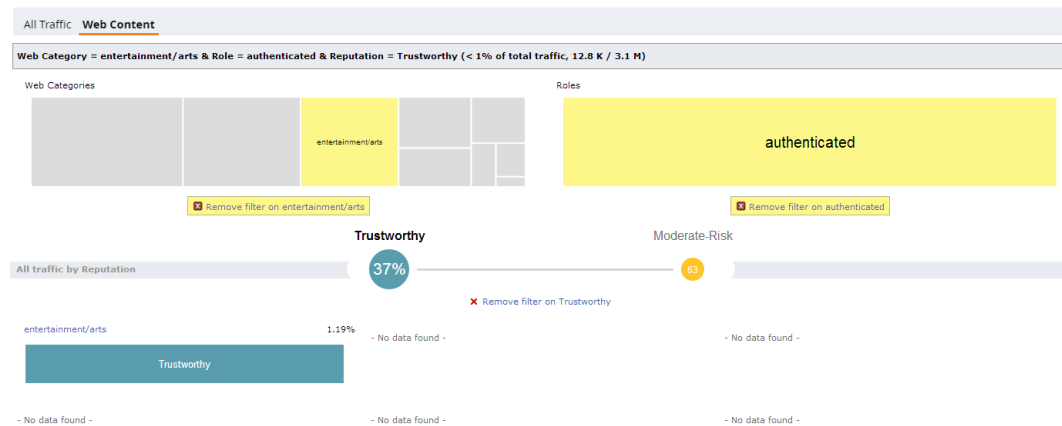 All Traffic Web Content
Web Category = entertainment/arts & Role = authenticated & Reputation = Trustworthy (< 1% of total traffic, 12.8 K / 3.1 M)
Web Categories
Roles
entertainment/arts
authenticated
Remove filter on entertainment/arts
Remove filter on authenticated
Trustworthy
Moderate-Risk
All traffic by Reputation
37%
63
Remove filter on Trustworthy
entertainment/arts 1.19%
- No data found -
- No data found -
Trustworthy
- No data found -
- No data found -
- No data found -